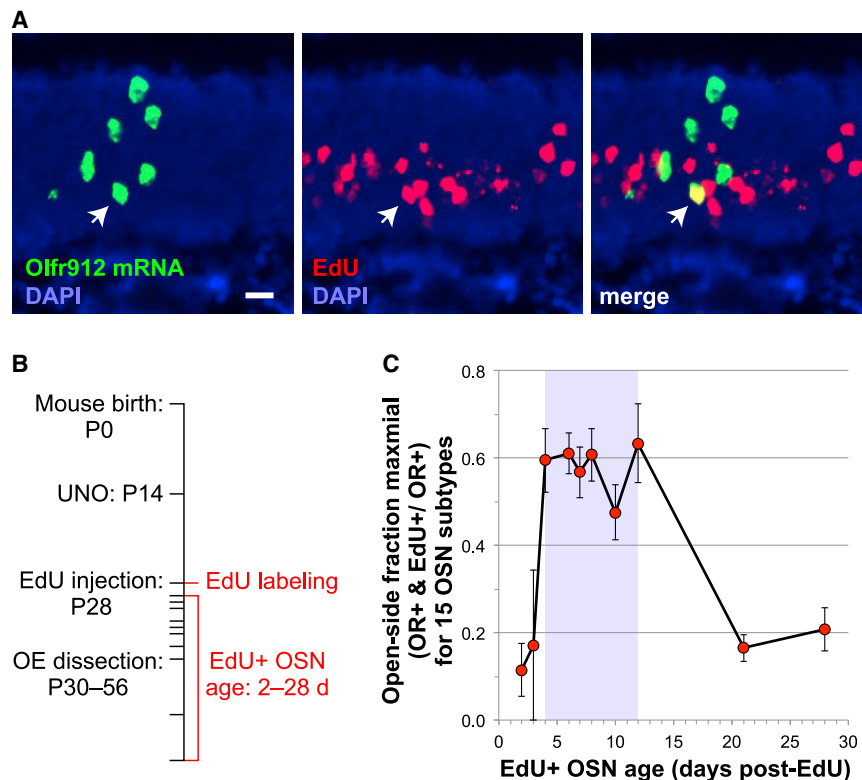 A
Olfr912 mRNA
DAPI
EdU
DAPI
merge
B
Mouse birth:
P0
UNO: P14
EdU injection:
P28
EdU labeling
OE dissection:
P30–56
EdU+ OSN
age: 2–28 d
C
Open-side fraction maxmial
(OR+ & EdU+/ OR+)
for 15 OSN subtypes
0.8
0.6
0.4
0.2
0.0
0 5 10 15 20 25 30
EdU+ OSN age (days post-EdU)